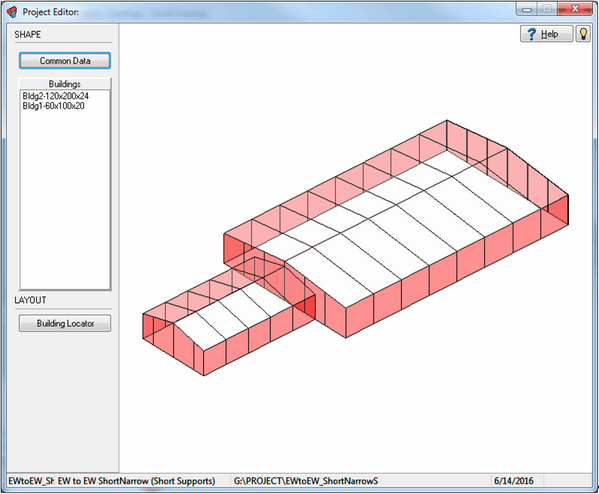 Project Editor:
SHAPE
Help
Common Data
Buildings
Bldg2-120x200x24
Bldg1-60x100x20
LAYOUT
Building Locator
EWtoEW_Sh EW to EW ShortNarrow (Short Supports) G:\PROJECT\EWtoEW_ShortNarrowS 6/14/2016